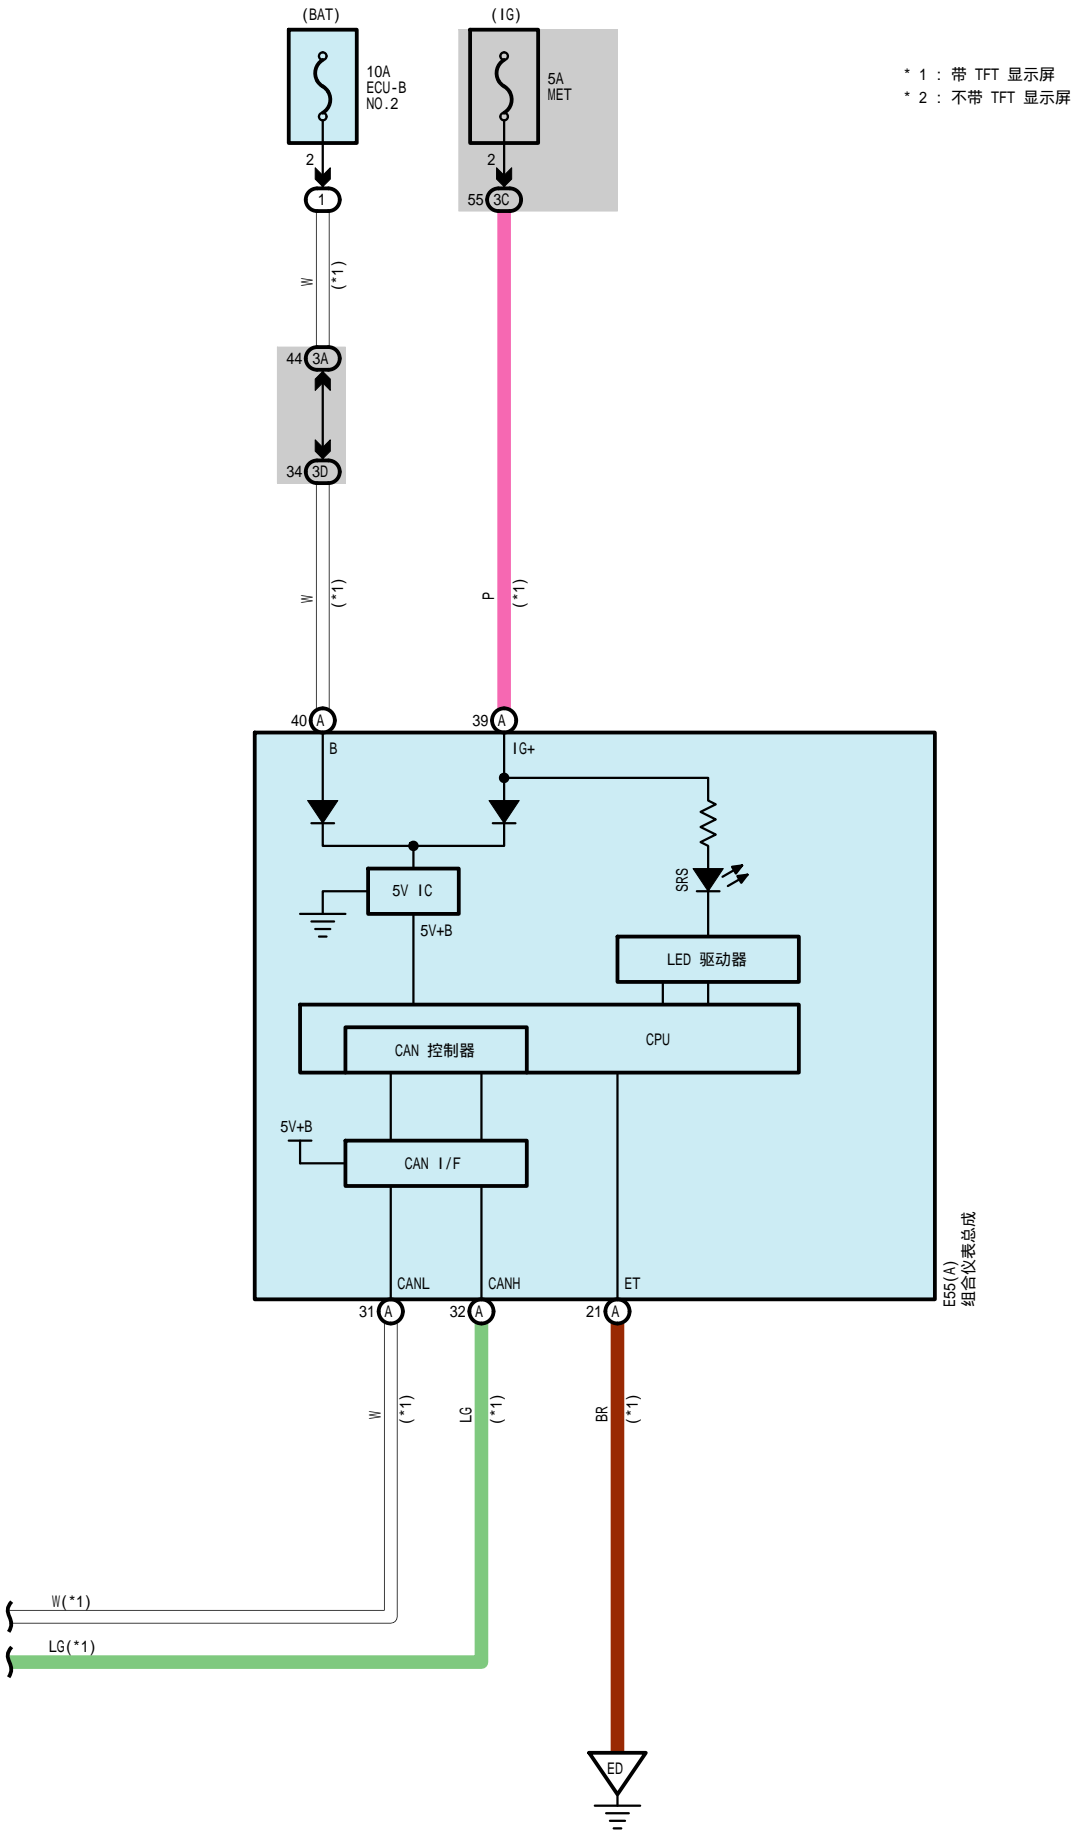 (BAT)
(IG)
10A
ECU-B
NO.2
5A
MET
* 1 : 带 TFT 显示屏
* 2 : 不带 TFT 显示屏
2
2
1
55 3C
W
(*1)
44 3A
34 3D
W
(*1)
P
(*1)
40 A
39 A
B
IG+
SRS
5V IC
5V+B
LED 驱动器
CPU
CAN 控制器
5V+B
CAN I/F
CANL
CANH
ET
E55(A)
组合仪表总成
31 A
32 A
21 A
W
(*1)
LG
(*1)
BR
(*1)
W(*1)
LG(*1)
ED